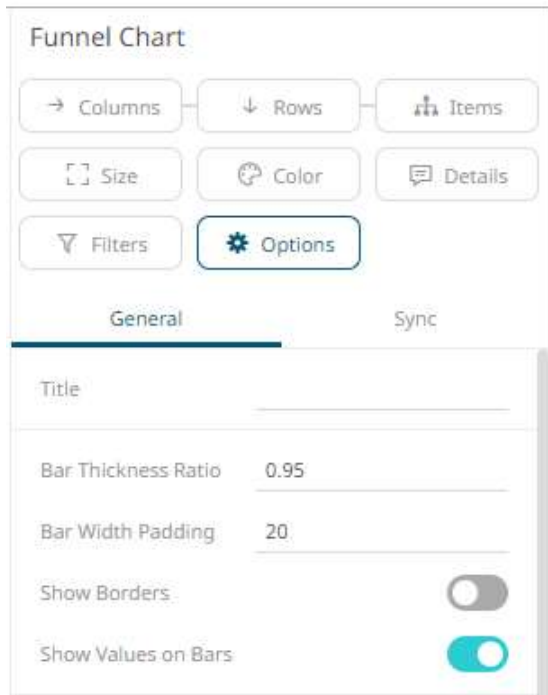 Funnel Chart
Columns Rows Items
Size Color Details
Filters Options
General Sync
Title
Bar Thickness Ratio 0.95
Bar Width Padding 20
Show Borders
Show Values on Bars